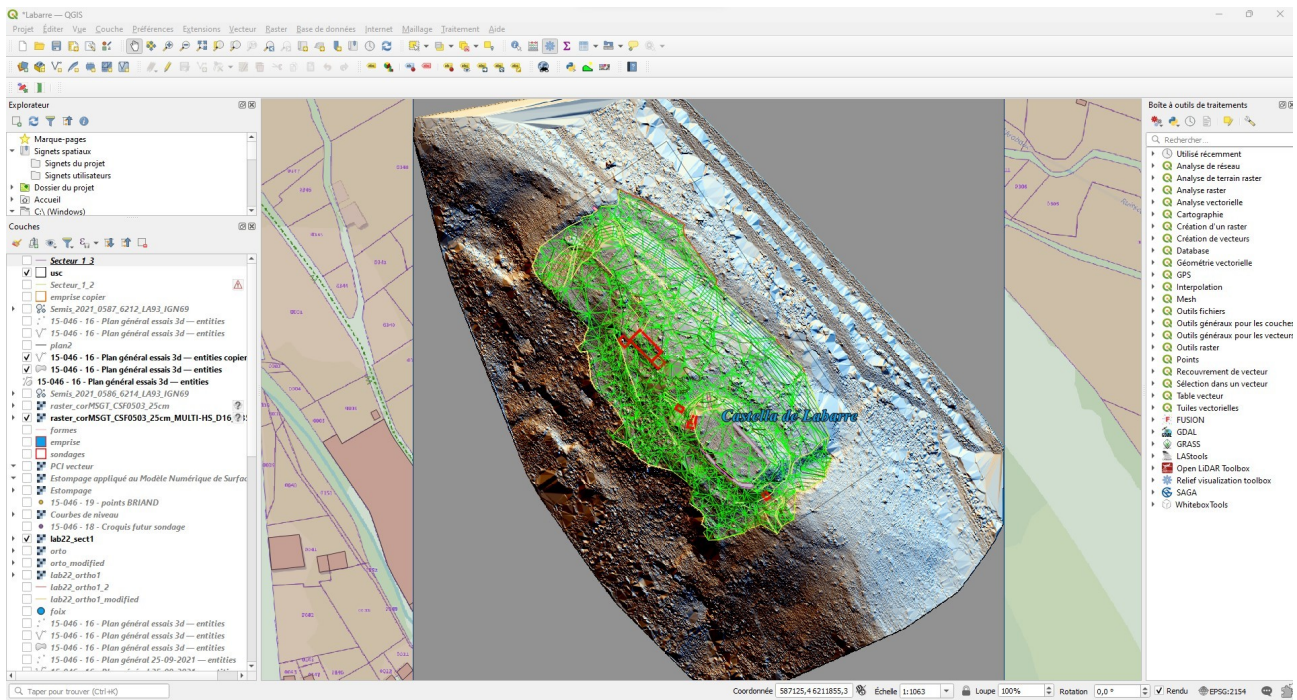 *Labarre — QGIS
Projet Éditer Vue Couche Préférences Extensions Vecteur Raster Base de données Internet Maillage Traitement Aide
Explorateur
Marque-pages
Signets spatiaux
Signets du projet
Signets utilisateurs
Dossier du projet
Accueil
C:\ (Windows)
Couches
Secteur_1_3
usc
Secteur_1_2
emprise copier
Semis_2021_0587_6212_LA93_IGN69
15-046 - 16 - Plan général essais 3d — entities
15-046 - 16 - Plan général essais 3d — entities
plan2
15-046 - 16 - Plan général essais 3d — entities copier
15-046 - 16 - Plan général essais 3d — entities
15-046 - 16 - Plan général essais 3d — entities
Semis_2021_0586_6214_LA93_IGN69
raster_corMSGT_CSF0503_25cm
raster_corMSGT_CSF0503_25cm_MULTI-HS_D16
formes
emprise
sondages
PCI vecteur
Estompage appliqué au Modèle Numérique de Surfac
Estompage
15-046 - 19 - points BRIAND
Courbes de niveau
15-046 - 18 - Croquis futur sondage
lab22_sect1
orto
orto_modified
lab22_ortho1
lab22_ortho1_2
lab22_ortho1_modified
foix
15-046 - 16 - Plan général essais 3d — entities
15-046 - 16 - Plan général essais 3d — entities
15-046 - 16 - Plan général essais 3d — entities
15-046 - 16 - Plan général 25-09-2021 — entities
Castella de Labarre
Boîte à outils de traitements
Rechercher...
Utilisé récemment
Analyse de réseau
Analyse de terrain raster
Analyse raster
Analyse vectorielle
Cartographie
Création d'un raster
Création de vecteurs
Database
Géométrie vectorielle
GPS
Interpolation
Mesh
Outils fichiers
Outils généraux pour les couches
Outils généraux pour les vecteurs
Outils raster
Points
Recouvrement de vecteur
Sélection dans un vecteur
Table vecteur
Tuiles vectorielles
FUSION
GDAL
GRASS
LAStools
Open LiDAR Toolbox
Relief visualization toolbox
SAGA
WhiteboxTools
Taper pour trouver (Ctrl+K)
Coordonnée 587125,4 6211855,3 Échelle 1:1063 Loupe 100% Rotation 0,0 ° Rendu EPSG:2154